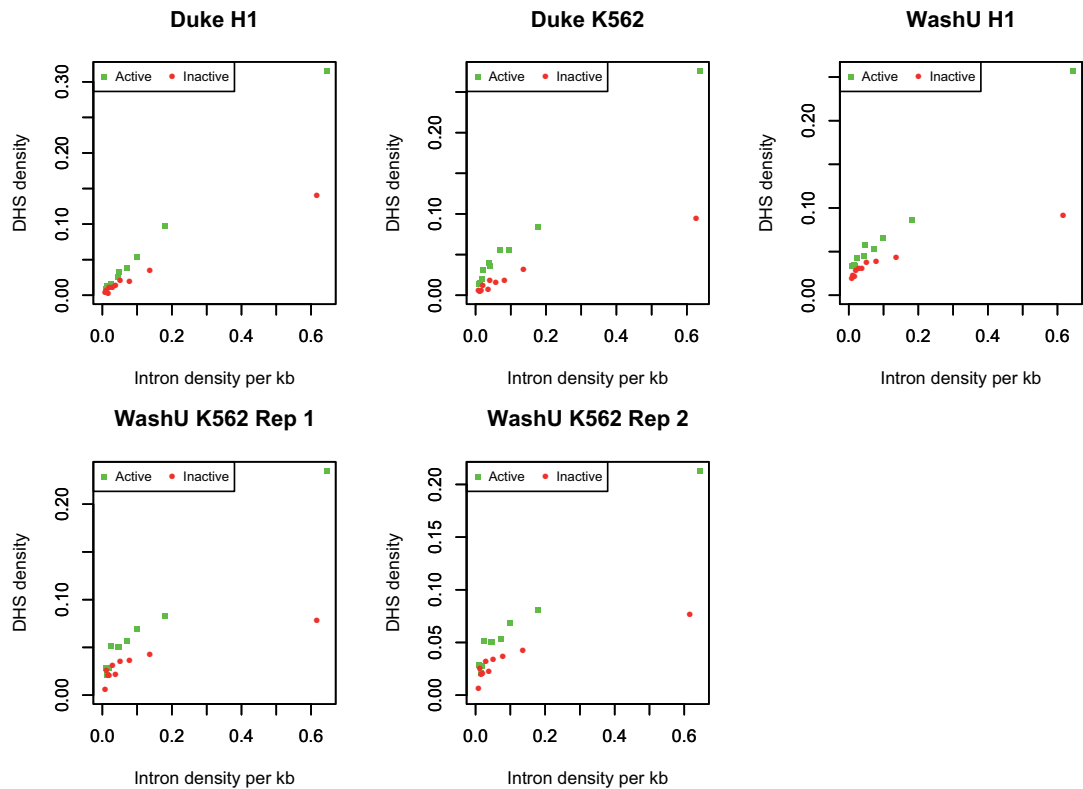 Duke H1
Active Inactive
DHS density
0.00 0.10 0.20 0.30
0.0 0.2 0.4 0.6
Intron density per kb
Duke K562
Active Inactive
DHS density
0.00 0.10 0.20
0.0 0.2 0.4 0.6
Intron density per kb
WashU H1
Active Inactive
DHS density
0.00 0.10 0.20
0.0 0.2 0.4 0.6
Intron density per kb
WashU K562 Rep 1
Active Inactive
DHS density
0.00 0.10 0.20
0.0 0.2 0.4 0.6
Intron density per kb
WashU K562 Rep 2
Active Inactive
DHS density
0.00 0.05 0.10 0.15 0.20
0.0 0.2 0.4 0.6
Intron density per kb